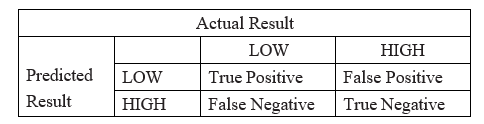 Actual Result
LOW HIGH
Predicted Result LOW True Positive False Positive
HIGH False Negative True Negative